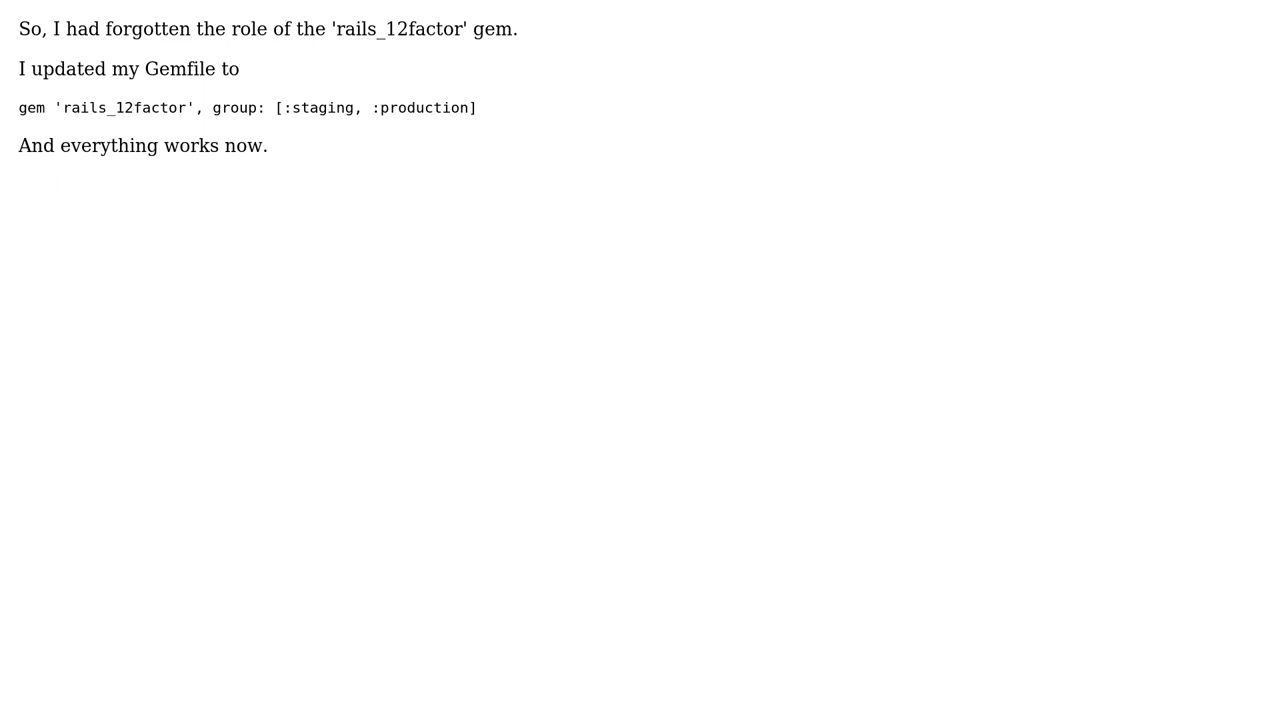 So, I had forgotten the role of the 'rails_12factor' gem.
I updated my Gemfile to
gem 'rails_12factor', group: [:staging, :production]
And everything works now.